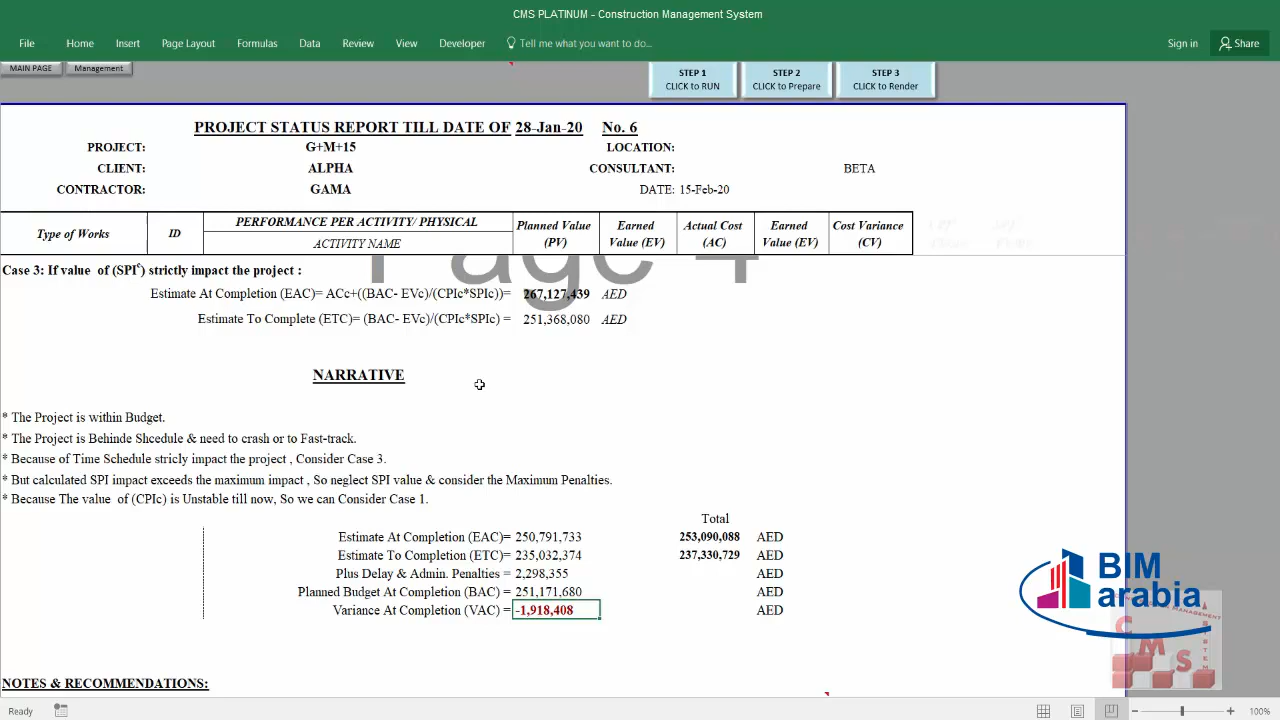 CMS PLATINUM - Construction Management System
File Home Insert Page Layout Formulas Data Review View Developer Tell me what you want to do... Sign in Share
MAIN PAGE Management
STEP 1 STEP 2 STEP 3
CLICK to RUN CLICK to Prepare CLICK to Render
PROJECT STATUS REPORT TILL DATE OF 28-Jan-20 No. 6
PROJECT: G+M+15 LOCATION:
CLIENT: ALPHA CONSULTANT: BETA
CONTRACTOR: GAMA DATE: 15-Feb-20
Type of Works ID PERFORMANCE PER ACTIVITY/ PHYSICAL Planned Value Earned Actual Cost Earned Cost Variance
ACTIVITY NAME (PV) Value (EV) (AC) Value (EV) (CV)
Page 4
Case 3: If value of (SPIc) strictly impact the project :
Estimate At Completion (EAC)= ACc+((BAC- EVc)/(CPIc*SPIc))= 267,127,439 AED
Estimate To Complete (ETC)= (BAC- EVc)/(CPIc*SPIc) = 251,368,080 AED
NARRATIVE
* The Project is within Budget.
* The Project is Behinde Shcedule & need to crash or to Fast-track.
* Because of Time Schedule stricly impact the project , Consider Case 3.
* But calculated SPI impact exceeds the maximum impact , So neglect SPI value & consider the Maximum Penalties.
* Because The value of (CPIc) is Unstable till now, So we can Consider Case 1.
Total
Estimate At Completion (EAC)= 250,791,733 253,090,088 AED
Estimate To Completion (ETC)= 235,032,374 237,330,729 AED
Plus Delay & Admin. Penalties = 2,298,355 AED
Planned Budget At Completion (BAC) = 251,171,680 AED
Variance At Completion (VAC) = -1,918,408 AED
BIM
arabia
C
M
S
NOTES & RECOMMENDATIONS:
Ready 100%